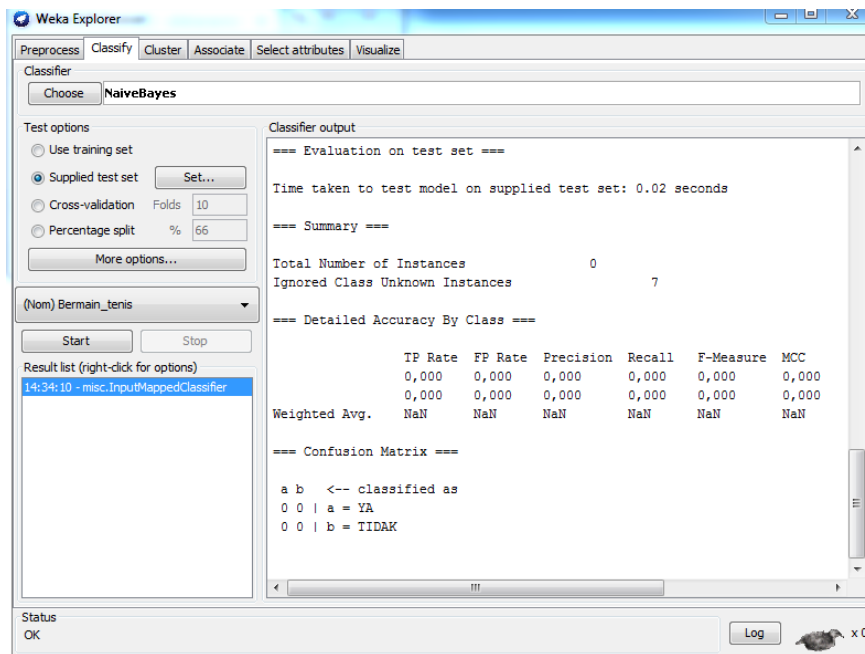 Weka Explorer
Preprocess Classify Cluster Associate Select attributes Visualize
Classifier
Choose NaiveBayes
Test options
Use training set
Supplied test set Set...
Cross-validation Folds 10
Percentage split % 66
More options...
(Nom) Bermain_tenis
Start Stop
Result list (right-click for options)
14:34:10 - misc.InputMappedClassifier
Classifier output
=== Evaluation on test set ===
Time taken to test model on supplied test set: 0.02 seconds
=== Summary ===
Total Number of Instances 0
Ignored Class Unknown Instances 7
=== Detailed Accuracy By Class ===
TP Rate FP Rate Precision Recall F-Measure MCC
0,000 0,000 0,000 0,000 0,000 0,000
0,000 0,000 0,000 0,000 0,000 0,000
Weighted Avg. NaN NaN NaN NaN NaN NaN
=== Confusion Matrix ===
a b <-- classified as
0 0 | a = YA
0 0 | b = TIDAK
Status
OK
Log x 0